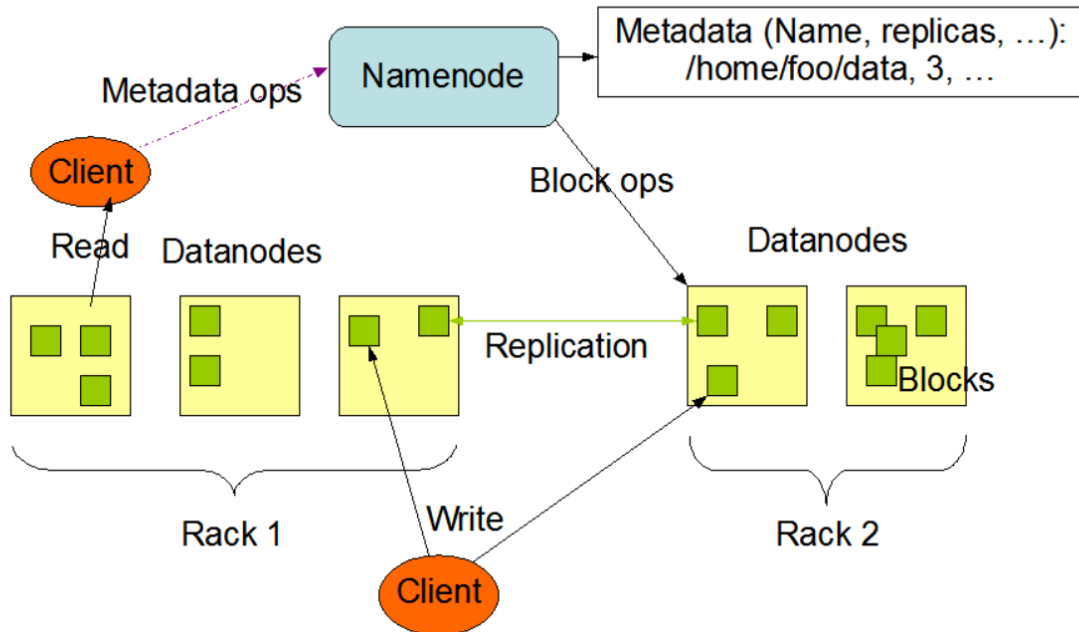 Metadata (Name, replicas, …):
/home/foo/data, 3, …
Namenode
Metadata ops
Client
Block ops
Read
Datanodes
Datanodes
Replication
Blocks
Rack 1
Write
Rack 2
Client